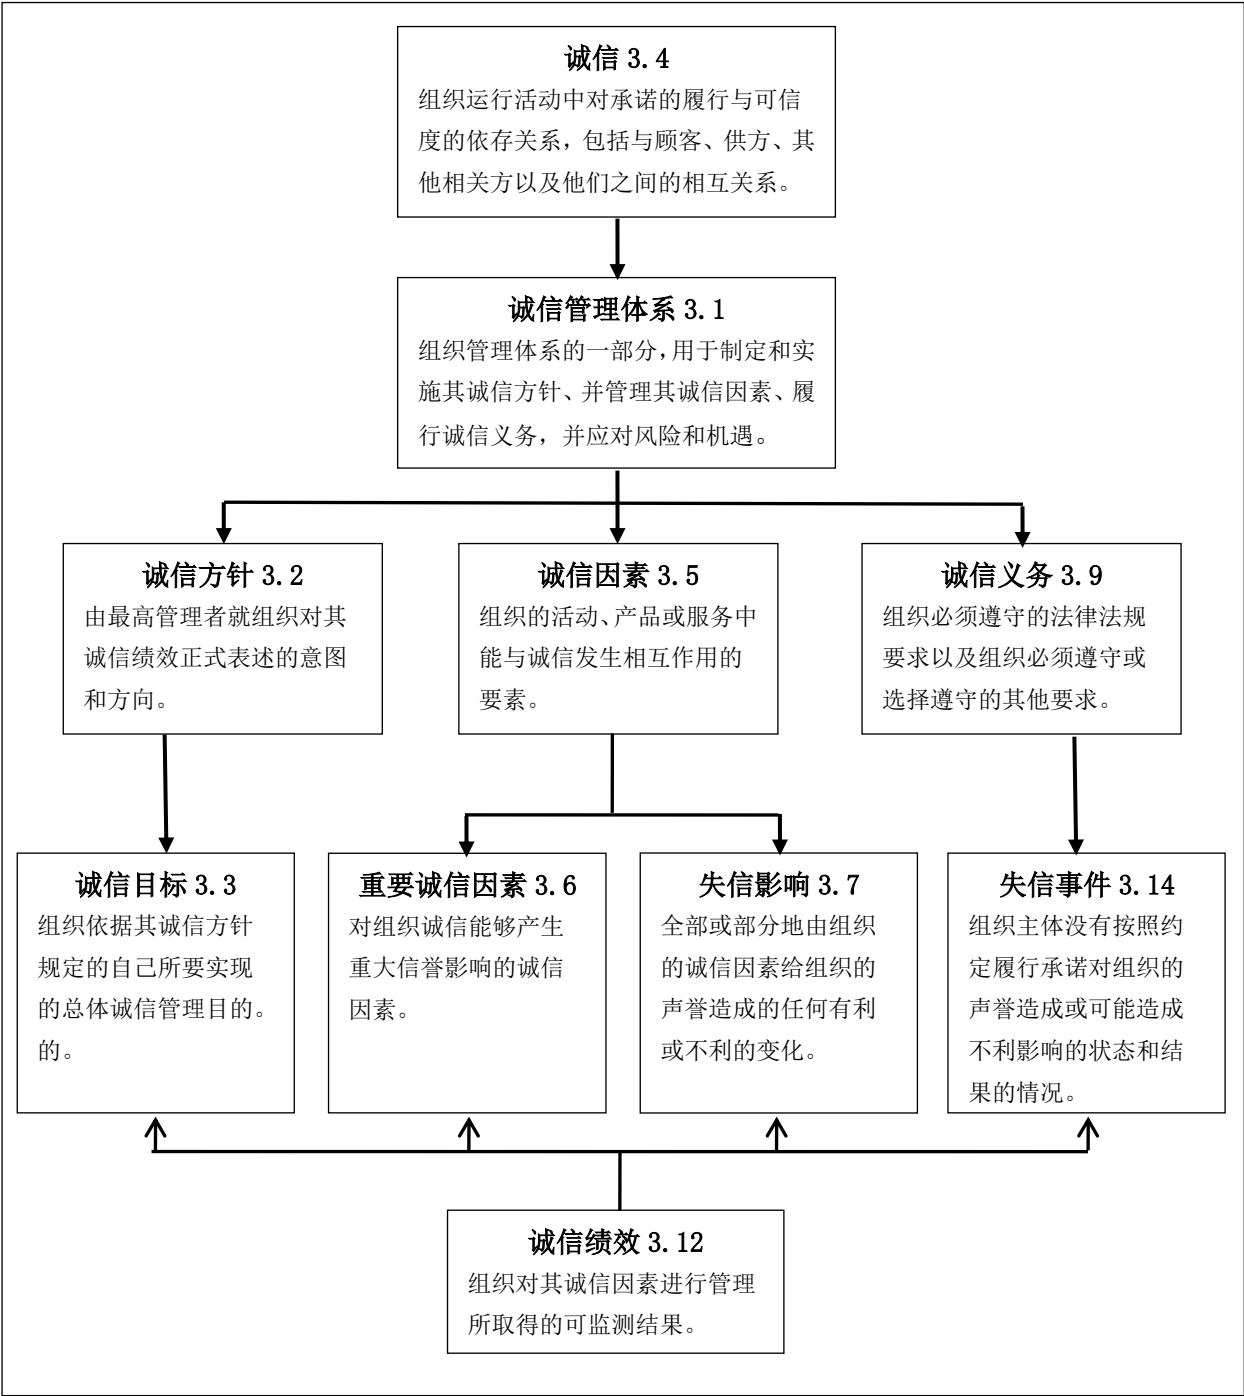 诚信 3.4
组织运行活动中对承诺的履行与可信
度的依存关系，包括与顾客、供方、其
他相关方以及他们之间的相互关系。
诚信管理体系 3.1
组织管理体系的一部分，用于制定和实
施其诚信方针、并管理其诚信因素、履
行诚信义务，并应对风险和机遇。
诚信方针 3.2
由最高管理者就组织对其
诚信绩效正式表述的意图
和方向。
诚信因素 3.5
组织的活动、产品或服务中
能与诚信发生相互作用的
要素。
诚信义务 3.9
组织必须遵守的法律法规
要求以及组织必须遵守或
选择遵守的其他要求。
诚信目标 3.3
组织依据其诚信方针
规定的自己所要实现
的总体诚信管理目的。
的。
重要诚信因素 3.6
对组织诚信能够产生
重大信誉影响的诚信
因素。
失信影响 3.7
全部或部分地由组织
的诚信因素给组织的
声誉造成的任何有利
或不利的变化。
失信事件 3.14
组织主体没有按照约
定履行承诺对组织的
声誉造成或可能造成
不利影响的状态和结
果的情况。
诚信绩效 3.12
组织对其诚信因素进行管理
所取得的可监测结果。